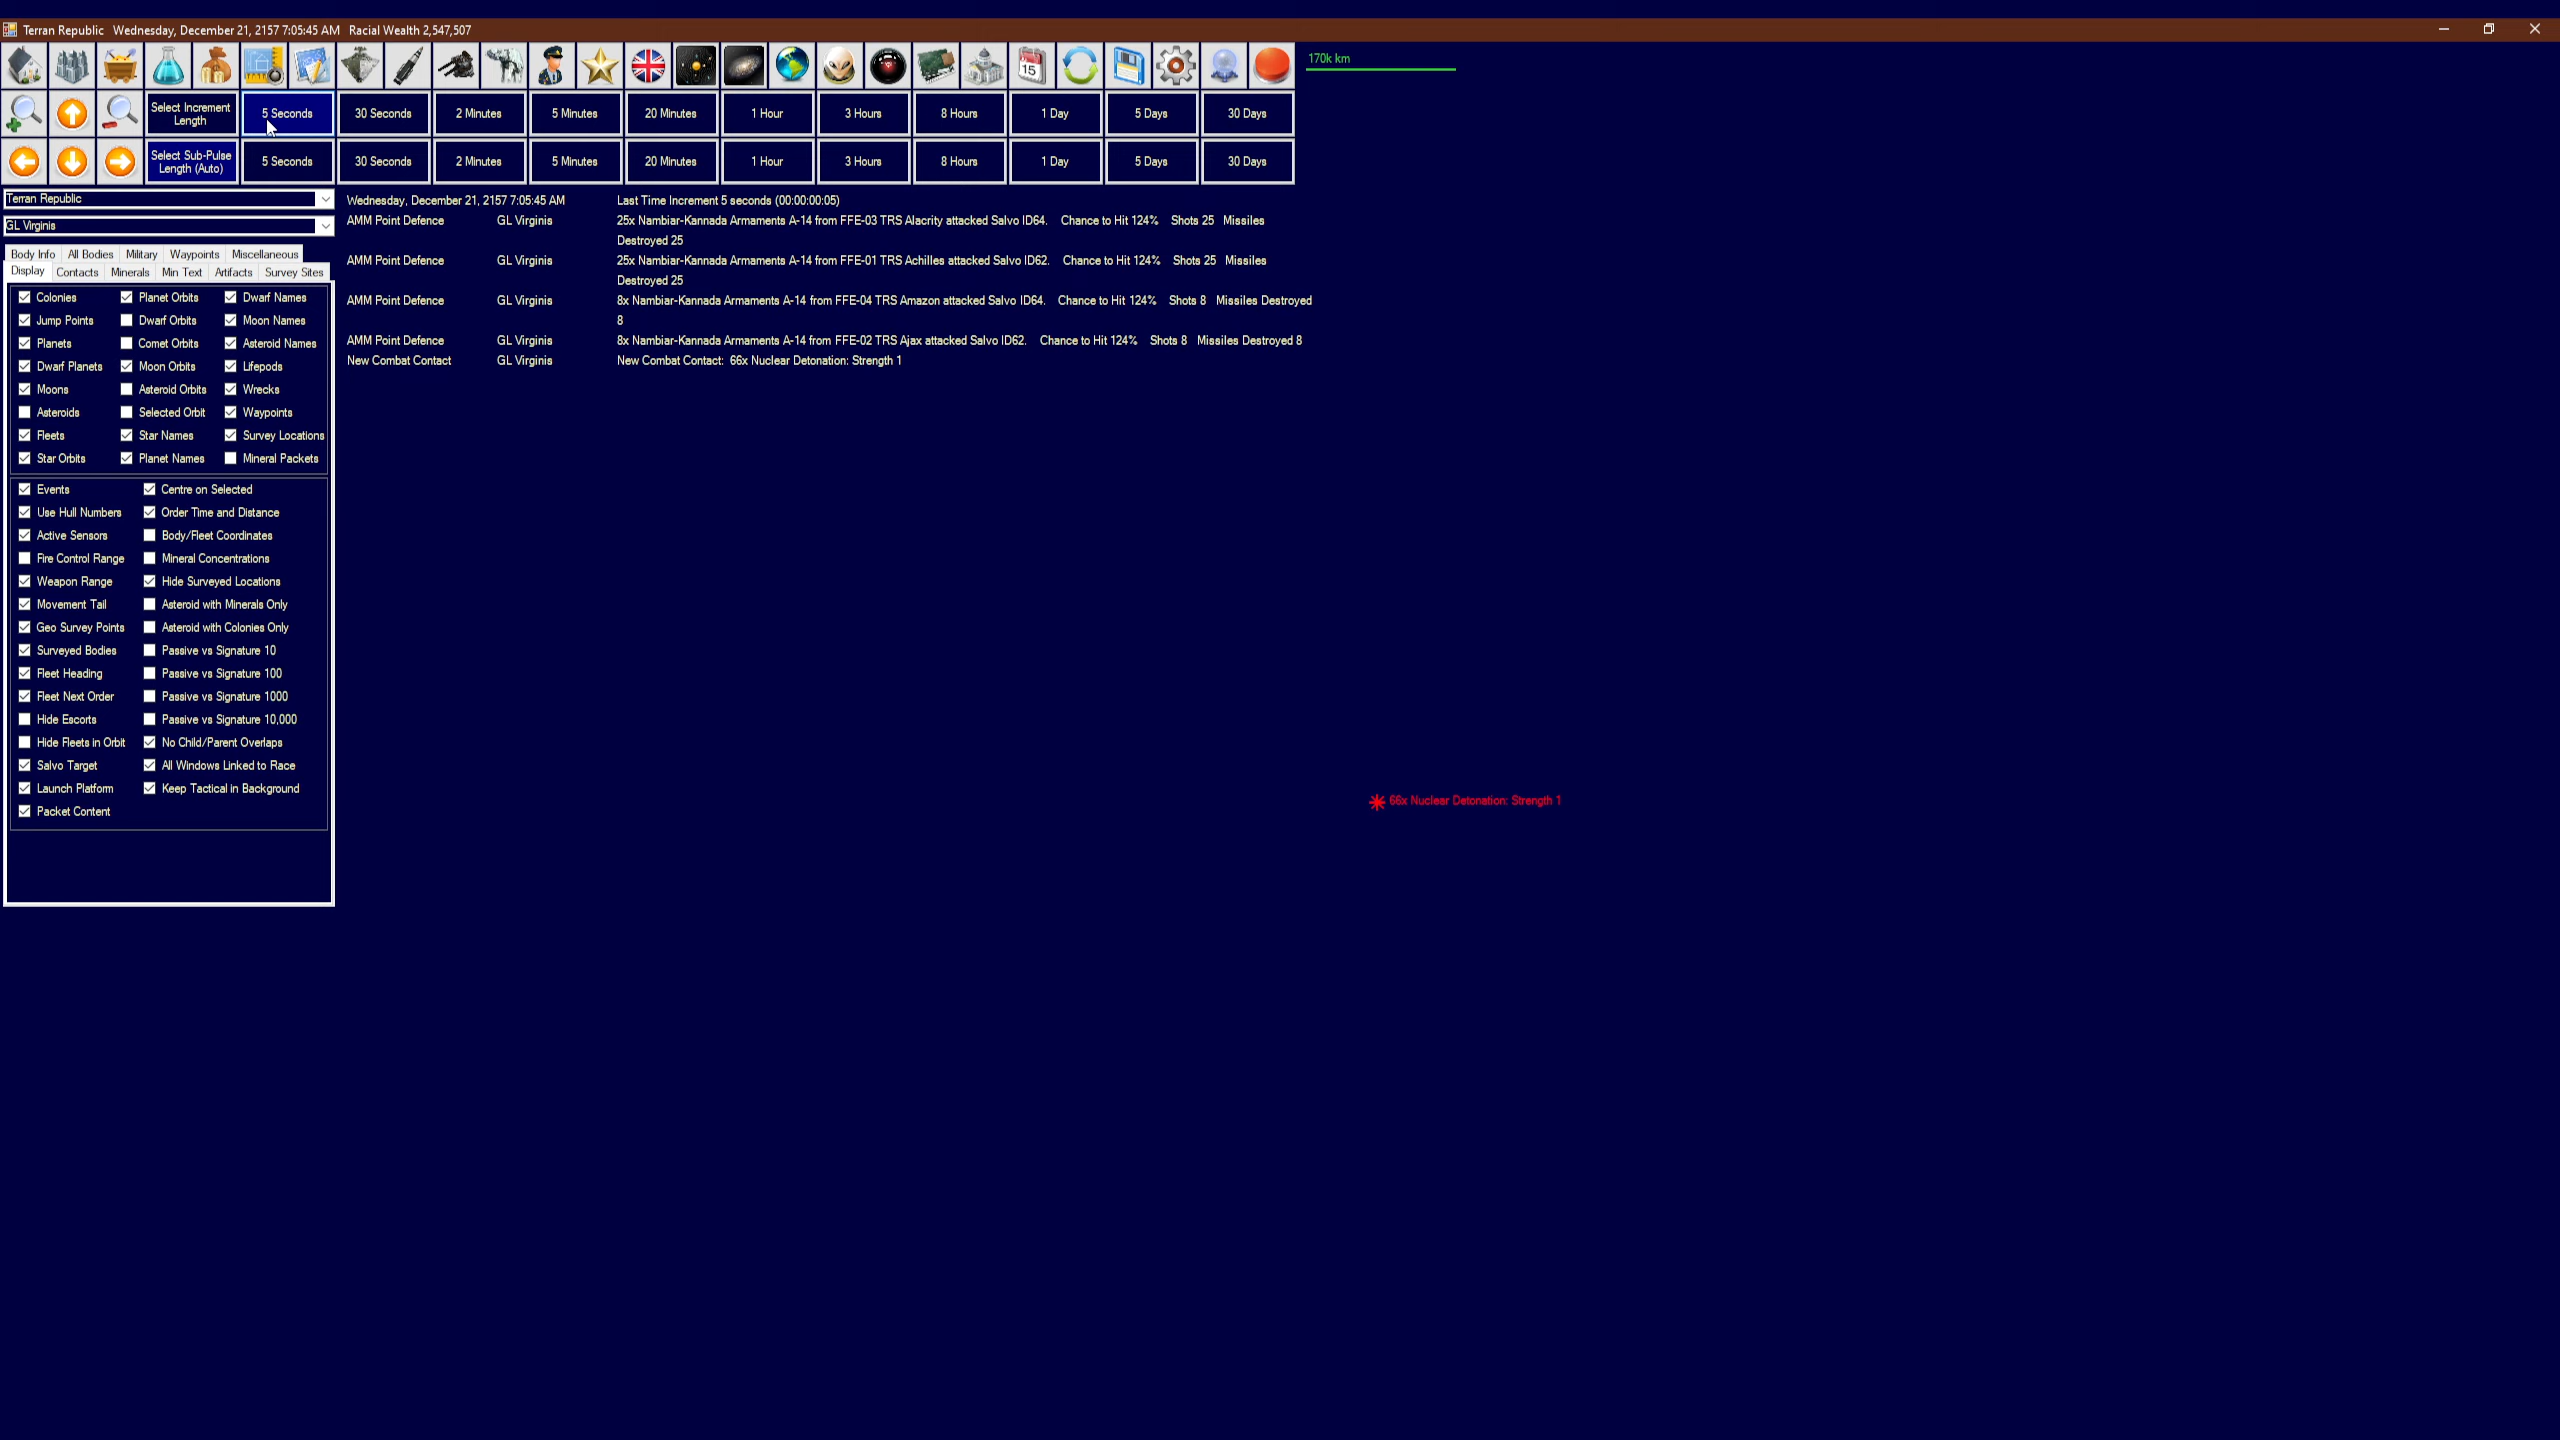 Terran Republic Wednesday, December 21, 2157 7:05:45 AM Racial Wealth 2,547,507
15
170k km
Select Increment Length
5 Seconds
30 Seconds
2 Minutes
5 Minutes
20 Minutes
1 Hour
3 Hours
8 Hours
1 Day
5 Days
30 Days
Select Sub-Pulse Length (Auto)
5 Seconds
30 Seconds
2 Minutes
5 Minutes
20 Minutes
1 Hour
3 Hours
8 Hours
1 Day
5 Days
30 Days
Terran Republic
GL Virginis
Body Info All Bodies Military Waypoints Miscellaneous
Display Contacts Minerals Min Text Artifacts Survey Sites
Colonies Planet Orbits Dwarf Names
Jump Points Dwarf Orbits Moon Names
Planets Comet Orbits Asteroid Names
Dwarf Planets Moon Orbits Lifepods
Moons Asteroid Orbits Wrecks
Asteroids Selected Orbit Waypoints
Fleets Star Names Survey Locations
Star Orbits Planet Names Mineral Packets
Events Centre on Selected
Use Hull Numbers Order Time and Distance
Active Sensors Body/Fleet Coordinates
Fire Control Range Mineral Concentrations
Weapon Range Hide Surveyed Locations
Movement Tail Asteroid with Minerals Only
Geo Survey Points Asteroid with Colonies Only
Surveyed Bodies Passive vs Signature 10
Fleet Heading Passive vs Signature 100
Fleet Next Order Passive vs Signature 1000
Hide Escorts Passive vs Signature 10,000
Hide Fleets in Orbit No Child/Parent Overlaps
Salvo Target All Windows Linked to Race
Launch Platform Keep Tactical in Background
Packet Content
Wednesday, December 21, 2157 7:05:45 AM Last Time Increment 5 seconds (00:00:00:05)
AMM Point Defence GL Virginis 25x Nambiar-Kannada Armaments A-14 from FFE-03 TRS Alacrity attacked Salvo ID64. Chance to Hit 124% Shots 25 Missiles
Destroyed 25
AMM Point Defence GL Virginis 25x Nambiar-Kannada Armaments A-14 from FFE-01 TRS Achilles attacked Salvo ID62. Chance to Hit 124% Shots 25 Missiles
Destroyed 25
AMM Point Defence GL Virginis 8x Nambiar-Kannada Armaments A-14 from FFE-04 TRS Amazon attacked Salvo ID64. Chance to Hit 124% Shots 8 Missiles Destroyed
8
AMM Point Defence GL Virginis 8x Nambiar-Kannada Armaments A-14 from FFE-02 TRS Ajax attacked Salvo ID62. Chance to Hit 124% Shots 8 Missiles Destroyed 8
New Combat Contact GL Virginis New Combat Contact: 66x Nuclear Detonation: Strength 1
66x Nuclear Detonation: Strength 1